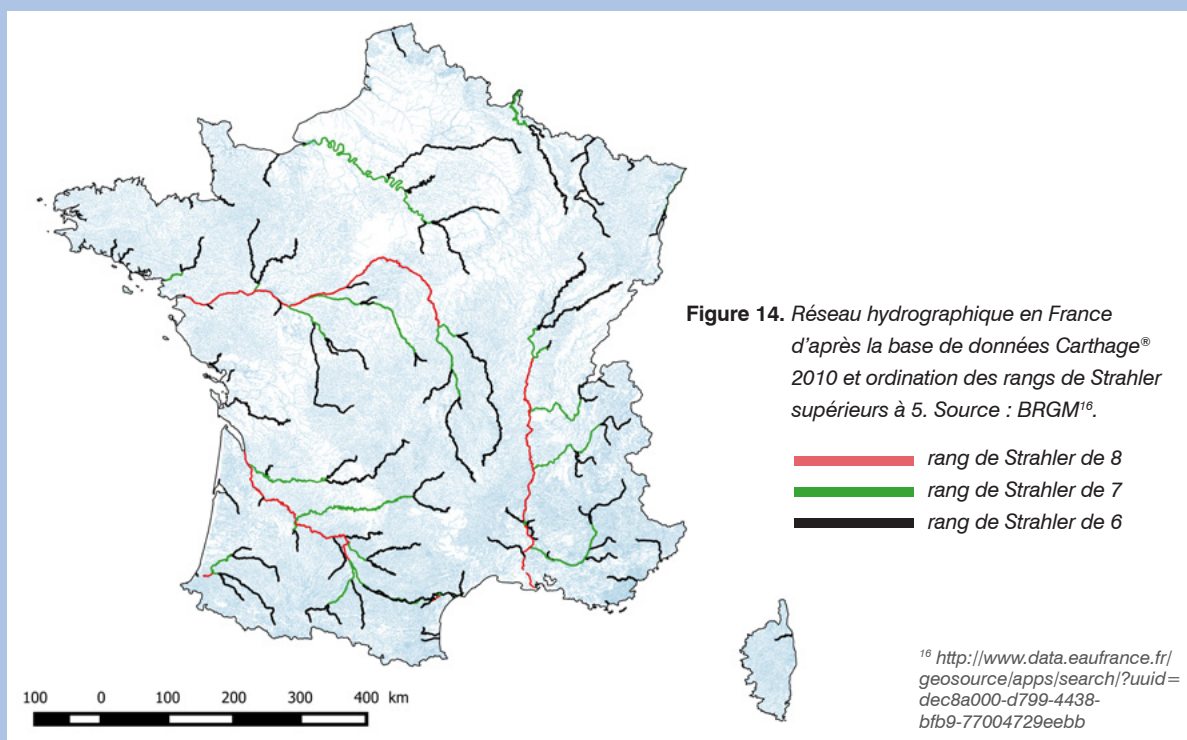 Figure 14. Réseau hydrographique en France
d'après la base de données Carthage®
2010 et ordination des rangs de Strahler
supérieurs à 5. Source : BRGM16.
rang de Strahler de 8
rang de Strahler de 7
rang de Strahler de 6
16 http://www.data.eaufrance.fr/
geosource/apps/search/?uuid=
dec8a000-d799-4438-
bfb9-77004729eebb
100 0 100 200 300 400 km